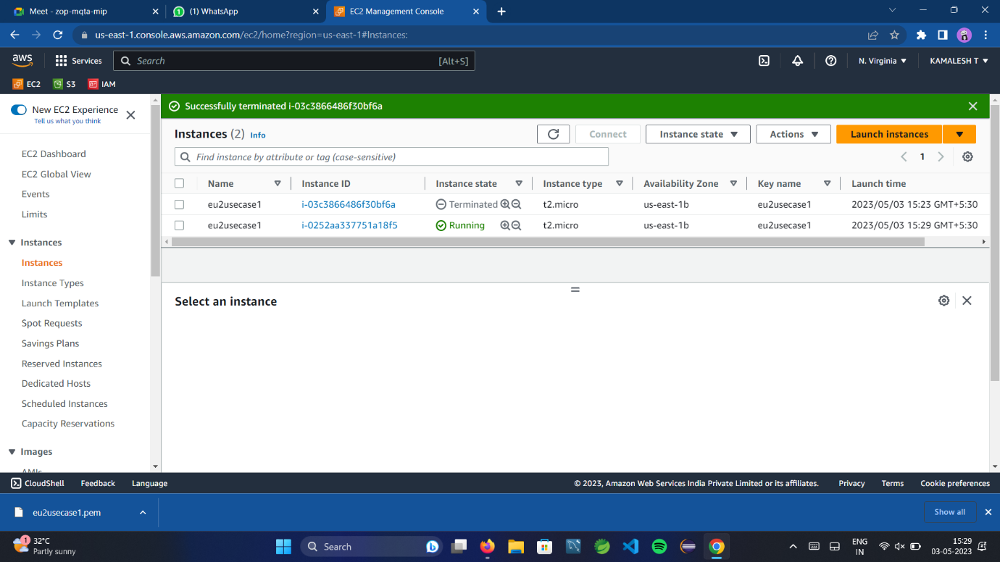 Meet - zop-mqta-mip
(1) WhatsApp
EC2 Management Console
us-east-1.console.aws.amazon.com/ec2/home?region=us-east-1#Instances:
aws
Services
Search
[Alt+S]
N. Virginia
KAMALESH T
EC2
S3
IAM
New EC2 Experience
Tell us what you think
EC2 Dashboard
EC2 Global View
Events
Limits
Instances
Instances
Instance Types
Launch Templates
Spot Requests
Savings Plans
Reserved Instances
Dedicated Hosts
Scheduled Instances
Capacity Reservations
Images
AMIs
Successfully terminated i-03c3866486f30bf6a
Instances (2) Info
Connect
Instance state
Actions
Launch instances
Find instance by attribute or tag (case-sensitive)
1
Name Instance ID Instance state Instance type Availability Zone Key name Launch time
eu2usecase1 i-03c3866486f30bf6a Terminated t2.micro us-east-1b eu2usecase1 2023/05/03 15:23 GMT+5:30
eu2usecase1 i-0252aa337751a18f5 Running t2.micro us-east-1b eu2usecase1 2023/05/03 15:29 GMT+5:30
Select an instance
CloudShell
Feedback
Language
© 2023, Amazon Web Services India Private Limited or its affiliates.
Privacy
Terms
Cookie preferences
eu2usecase1.pem
Show all
1
32°C
Partly sunny
Search
ENG
IN
15:29
03-05-2023